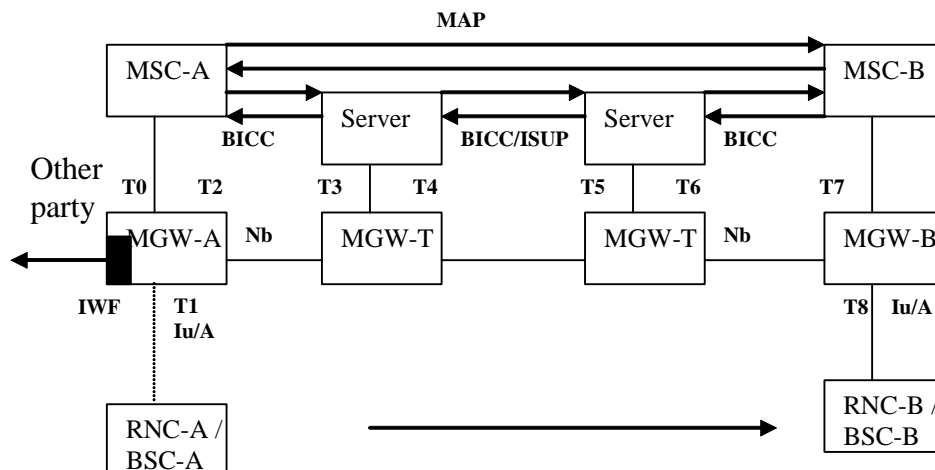 MAP
MSC-A
MSC-B
Server
Server
BICC
BICC/ISUP
BICC
Other
party
T0
T2
T3
T4
T5
T6
T7
MGW-A
Nb
MGW-T
MGW-T
Nb
MGW-B
IWF
T1
Iu/A
T8
Iu/A
RNC-A /
BSC-A
RNC-B /
BSC-B